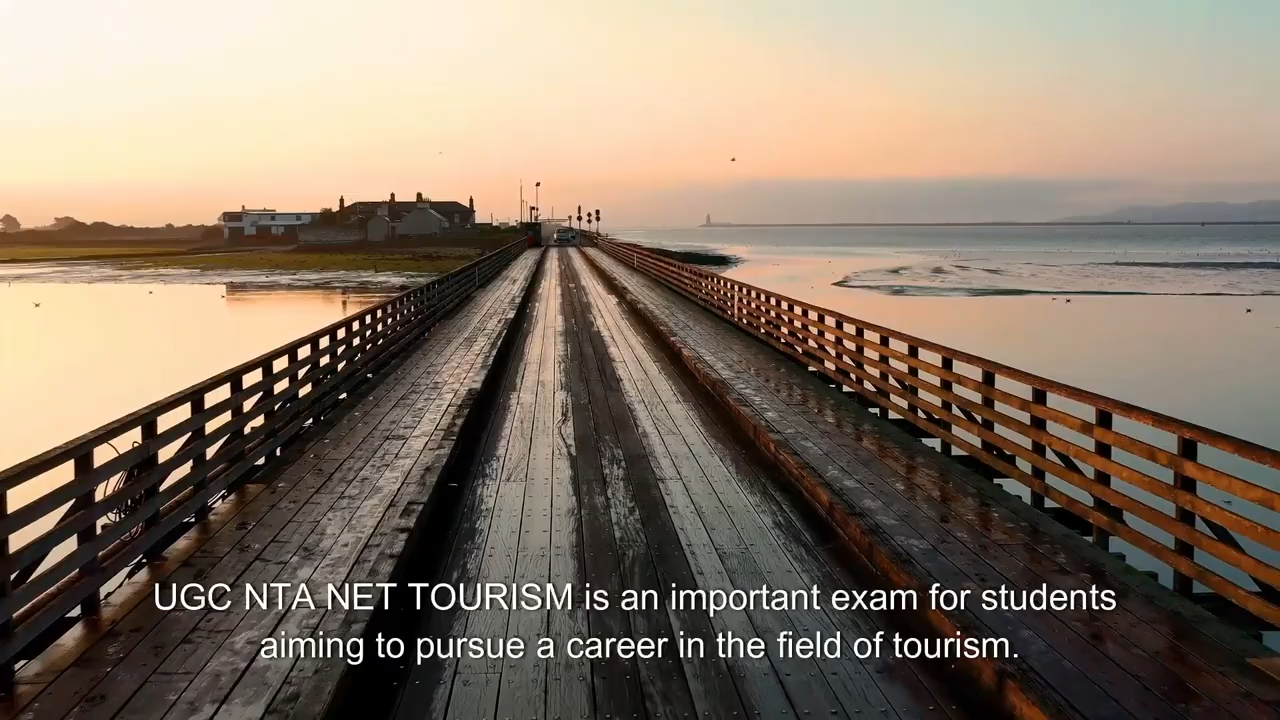 UGC NTA NET TOURISM is an important exam for students
aiming to pursue a career in the field of tourism.